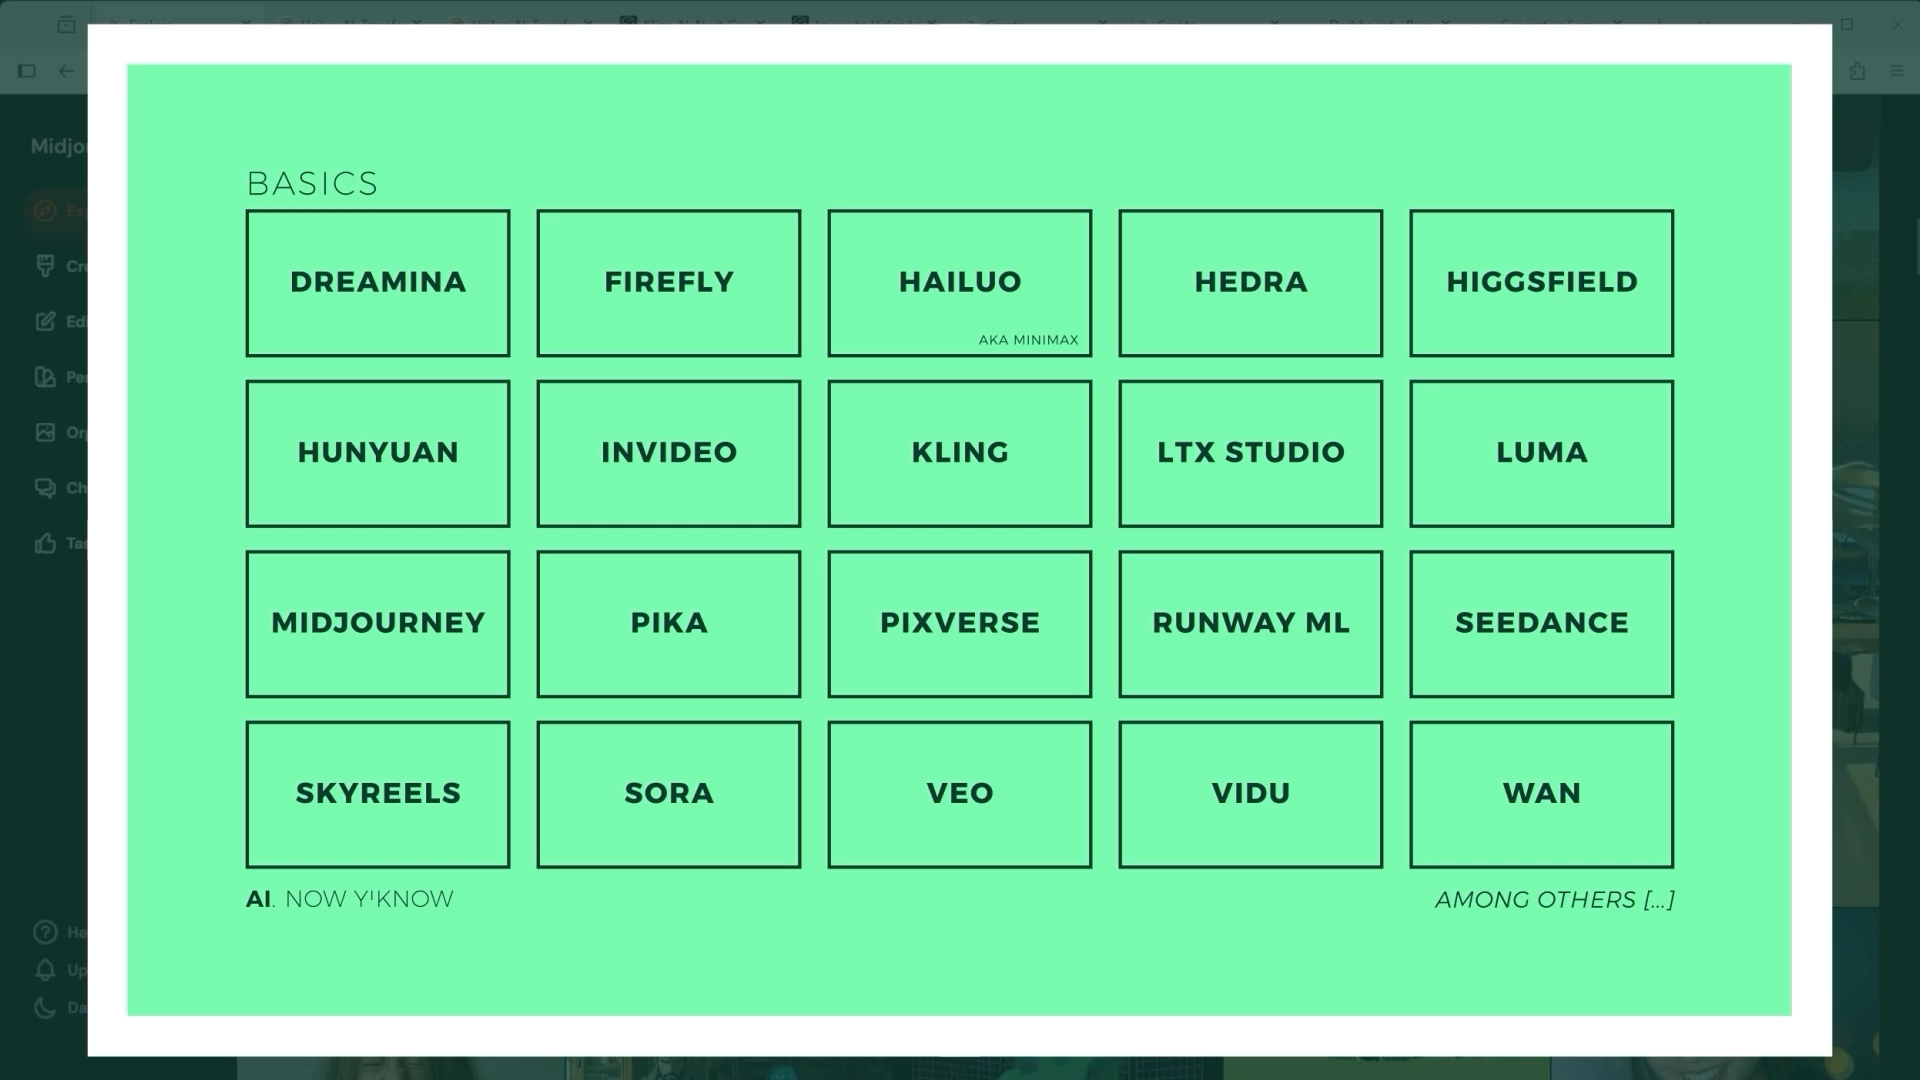 BASICS
DREAMINA
FIREFLY
HAILUO
AKA MINIMAX
HEDRA
HIGGSFIELD
HUNYUAN
INVIDEO
KLING
LTX STUDIO
LUMA
MIDJOURNEY
PIKA
PIXVERSE
RUNWAY ML
SEEDANCE
SKYREELS
SORA
VEO
VIDU
WAN
AI. NOW Y'KNOW
AMONG OTHERS [...]